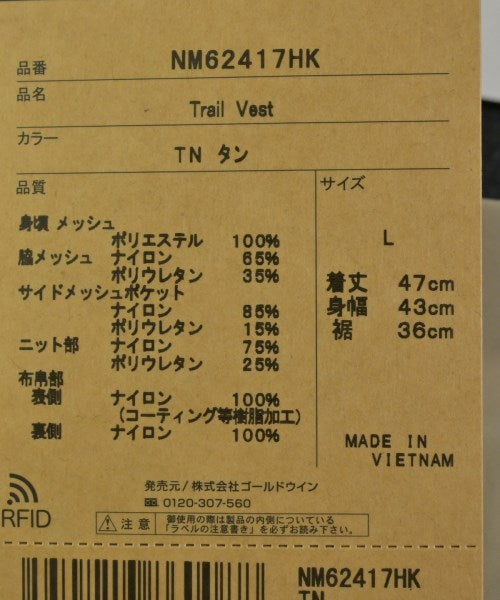 品番 NM62417HK
品名
Trail Vest
カラー
TN タン
品質
サイズ
身頃 メッシュ
ポリエステル 100%
脇メッシュ ナイロン 65%
ポリウレタン 35%
サイドメッシュポケット
ナイロン 85%
ポリウレタン 15%
ニット部 ナイロン 75%
ポリウレタン 25%
布帛部
表側 ナイロン 100%
(コーティング等樹脂加工)
裏側 ナイロン 100%
L
着丈 47cm
身幅 43cm
裾 36cm
MADE IN
VIETNAM
発売元/株式会社ゴールドウイン
0120-307-560
RFID
注意
御使用の際は製品の内側についている
「ラベルの注意書き」を必ずお読み下さい。
NM62417HK
TN